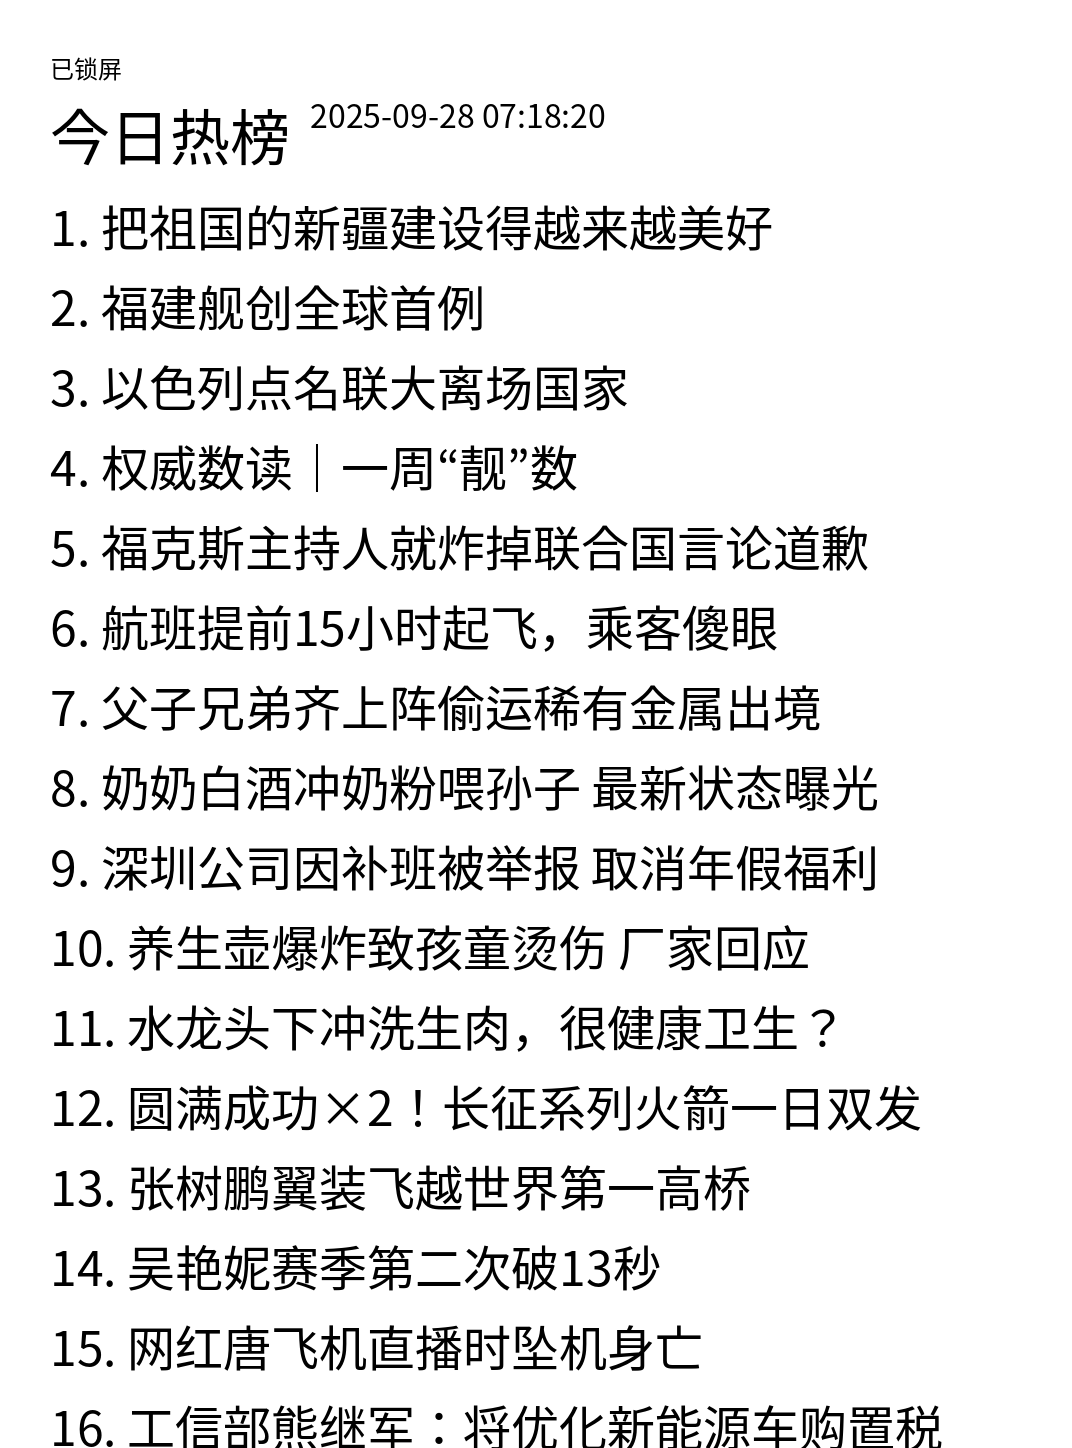 已锁屏
今日热榜 2025-09-28 07:18:20
1. 把祖国的新疆建设得越来越美好
2. 福建舰创全球首例
3. 以色列点名联大离场国家
4. 权威数读｜一周“靓”数
5. 福克斯主持人就炸掉联合国言论道歉
6. 航班提前15小时起飞，乘客傻眼
7. 父子兄弟齐上阵偷运稀有金属出境
8. 奶奶白酒冲奶粉喂孙子 最新状态曝光
9. 深圳公司因补班被举报 取消年假福利
10. 养生壶爆炸致孩童烫伤 厂家回应
11. 水龙头下冲洗生肉，很健康卫生？
12. 圆满成功×2！长征系列火箭一日双发
13. 张树鹏翼装飞越世界第一高桥
14. 吴艳妮赛季第二次破13秒
15. 网红唐飞机直播时坠机身亡
16. 工信部熊继军：将优化新能源车购置税